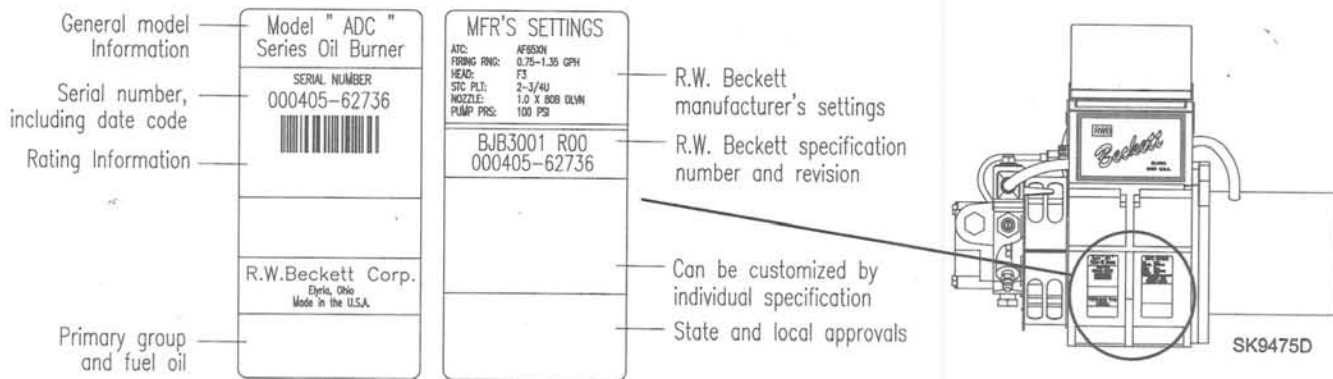 General model
Information
Serial number,
including date code
Rating Information
Primary group
and fuel oil
Model " ADC "
Series Oil Burner
SERIAL NUMBER
000405-62736
R.W.Beckett Corp.
Elyria, Ohio
Made in the U.S.A.
MFR'S SETTINGS
ATC: AF65XN
FIRING RNG: 0.75-1.35 GPH
HEAD: F3
STC PLT: 2-3/4U
NOZZLE: 1.0 X 80B DLVN
PUMP PRS: 100 PSI
BJB3001 R00
000405-62736
R.W. Beckett
manufacturer's settings
R.W. Beckett specification
number and revision
Can be customized by
individual specification
State and local approvals
RWB
Beckett
SK9475D